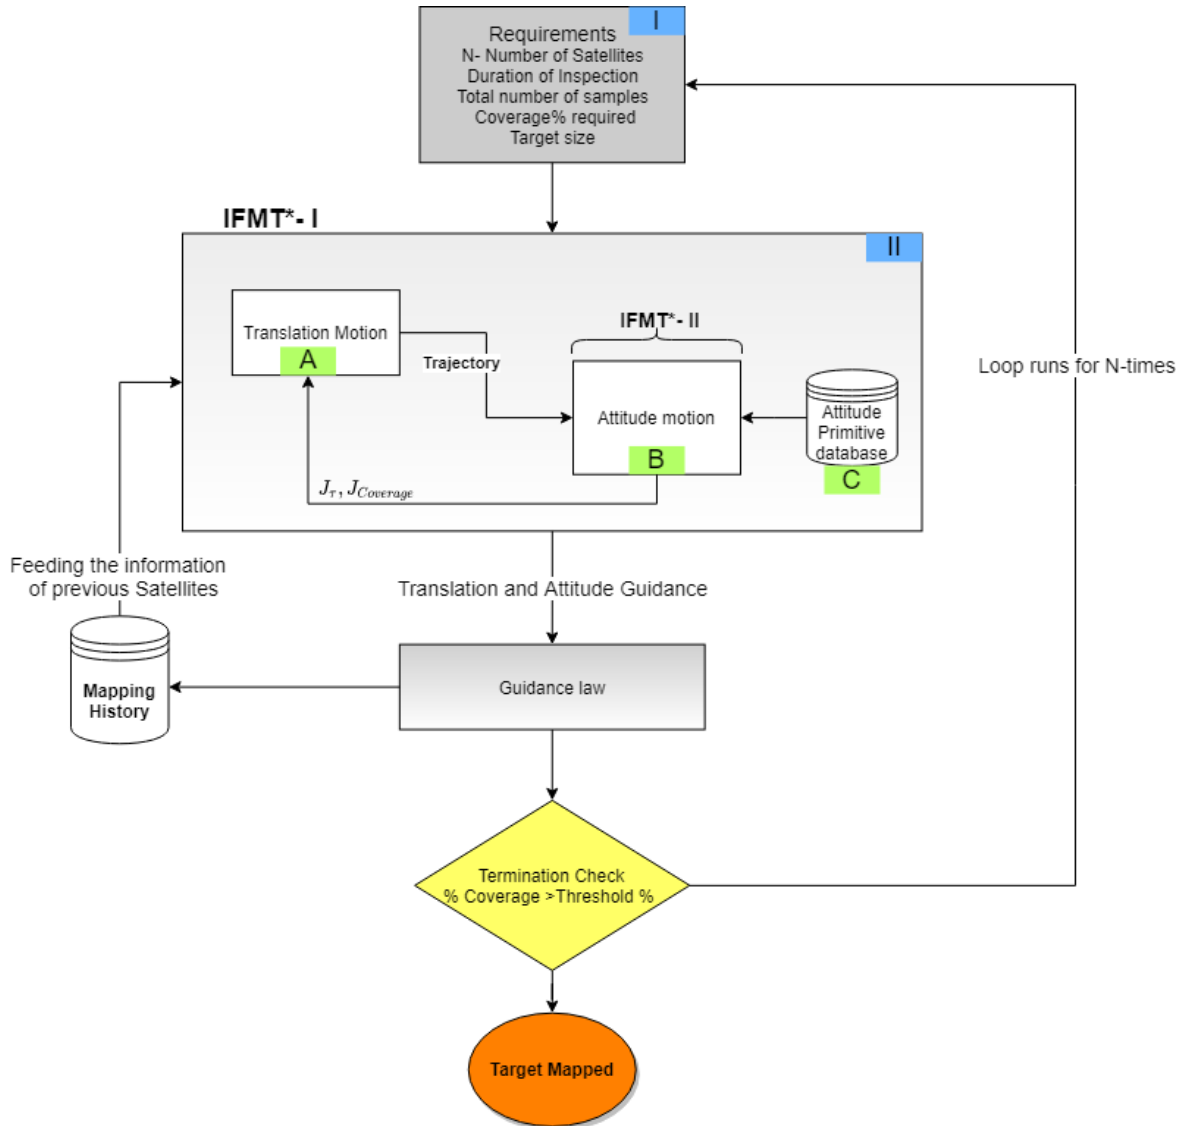 I
Requirements
N- Number of Satellites
Duration of Inspection
Total number of samples
Coverage% required
Target size
IFMT*- I
II
Translation Motion
A
Trajectory
IFMT*- II
Attitude motion
B
Attitude
Primitive
database
C
J_τ, J_Coverage
Loop runs for N-times
Feeding the information
of previous Satellites
Translation and Attitude Guidance
Mapping
History
Guidance law
Termination Check
% Coverage >Threshold %
Target Mapped